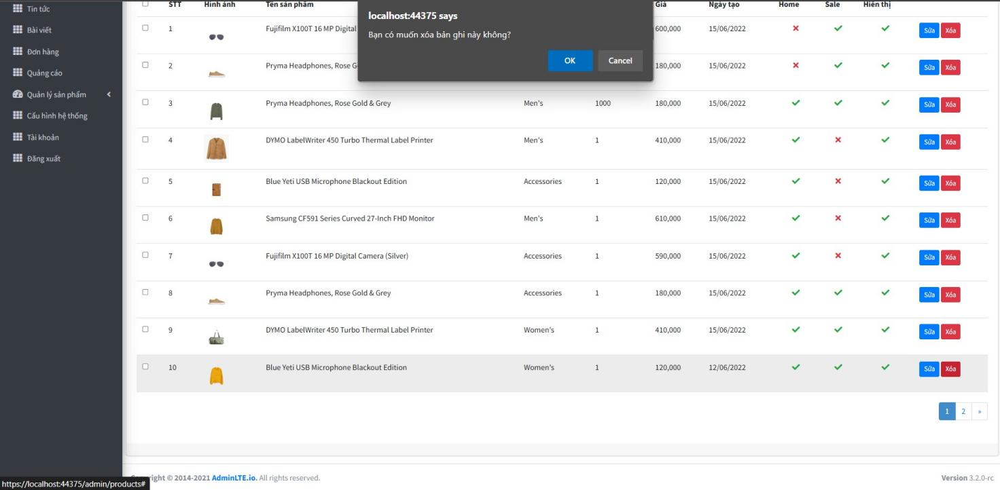 Tin tức
Bài viết
Đơn hàng
Quảng cáo
Quản lý sản phẩm
Cấu hình hệ thống
Tài khoản
Đăng xuất
localhost:44375 says
Bạn có muốn xóa bản ghi này không?
OK Cancel
STT Hình ảnh Tên sản phẩm Giá Ngày tạo Home Sale Hiển thị
1 Fujifilm X100T 16 MP Digital 600,000 15/06/2022 Sửa Xóa
2 Pryma Headphones, Rose G 180,000 15/06/2022 Sửa Xóa
3 Pryma Headphones, Rose Gold & Grey Men's 1000 180,000 15/06/2022 Sửa Xóa
4 DYMO LabelWriter 450 Turbo Thermal Label Printer Men's 1 410,000 15/06/2022 Sửa Xóa
5 Blue Yeti USB Microphone Blackout Edition Accessories 1 120,000 15/06/2022 Sửa Xóa
6 Samsung CF591 Series Curved 27-Inch FHD Monitor Men's 1 610,000 15/06/2022 Sửa Xóa
7 Fujifilm X100T 16 MP Digital Camera (Silver) Accessories 1 590,000 15/06/2022 Sửa Xóa
8 Pryma Headphones, Rose Gold & Grey Accessories 1 180,000 15/06/2022 Sửa Xóa
9 DYMO LabelWriter 450 Turbo Thermal Label Printer Women's 1 410,000 15/06/2022 Sửa Xóa
10 Blue Yeti USB Microphone Blackout Edition Women's 1 120,000 12/06/2022 Sửa Xóa
1 2 »
right © 2014-2021 AdminLTE.io. All rights reserved. Version 3.2.0-rc
https://localhost:44375/admin/products#